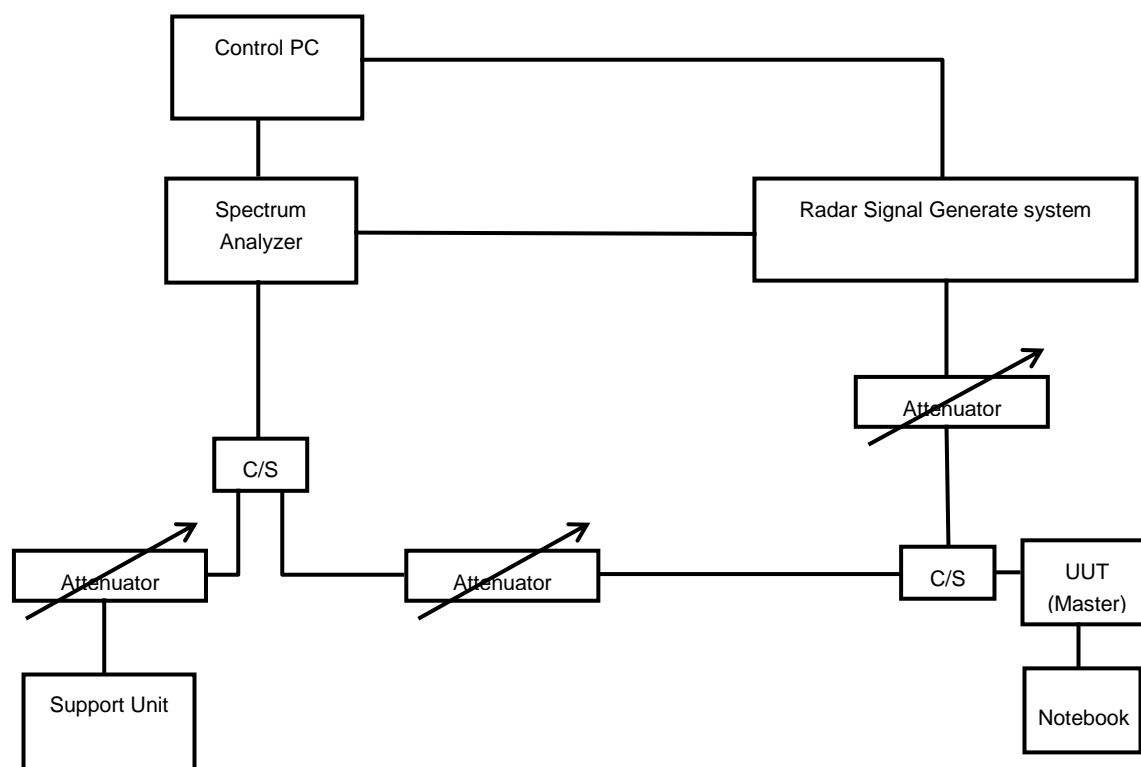 Control PC
Spectrum
Analyzer
Radar Signal Generate system
Attenuator
C/S
Attenuator
Attenuator
C/S
UUT
(Master)
Support Unit
Notebook